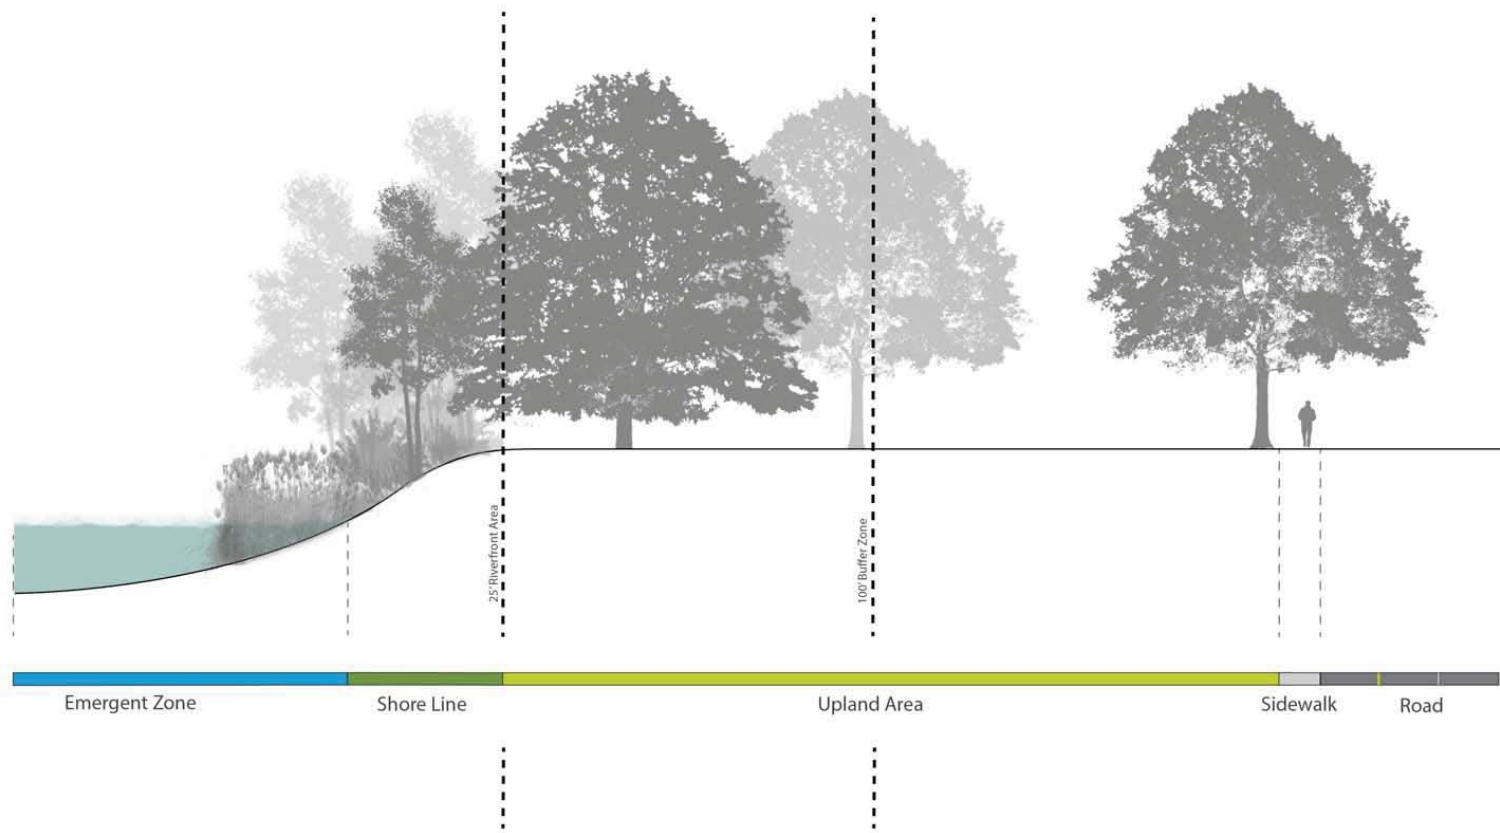 25' Riverfront Area
100' Buffer Zone
Emergent Zone
Shore Line
Upland Area
Sidewalk
Road